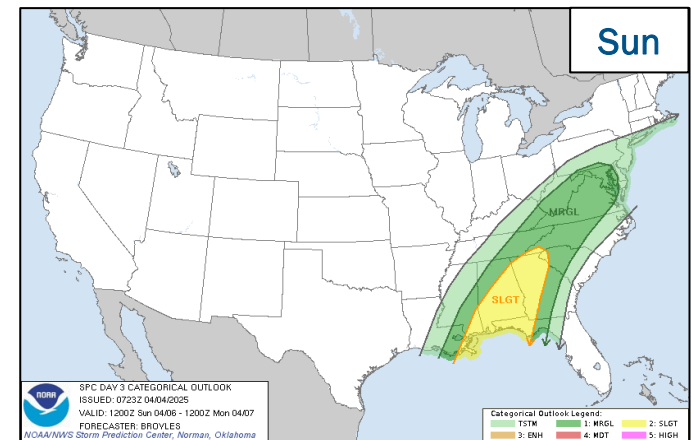 Sun
MRGL
SLGT
NOAA
SPC DAY 3 CATEGORICAL OUTLOOK
ISSUED: 0723Z 04/04/2025
VALID: 1200Z Sun 04/06 - 1200Z Mon 04/07
FORECASTER: BROYLES
NOAA/NWS Storm Prediction Center, Norman, Oklahoma
Categorical Outlook Legend:
TSTM 1: MRGL 2: SLGT
3: ENH 4: MDT 5: HIGH